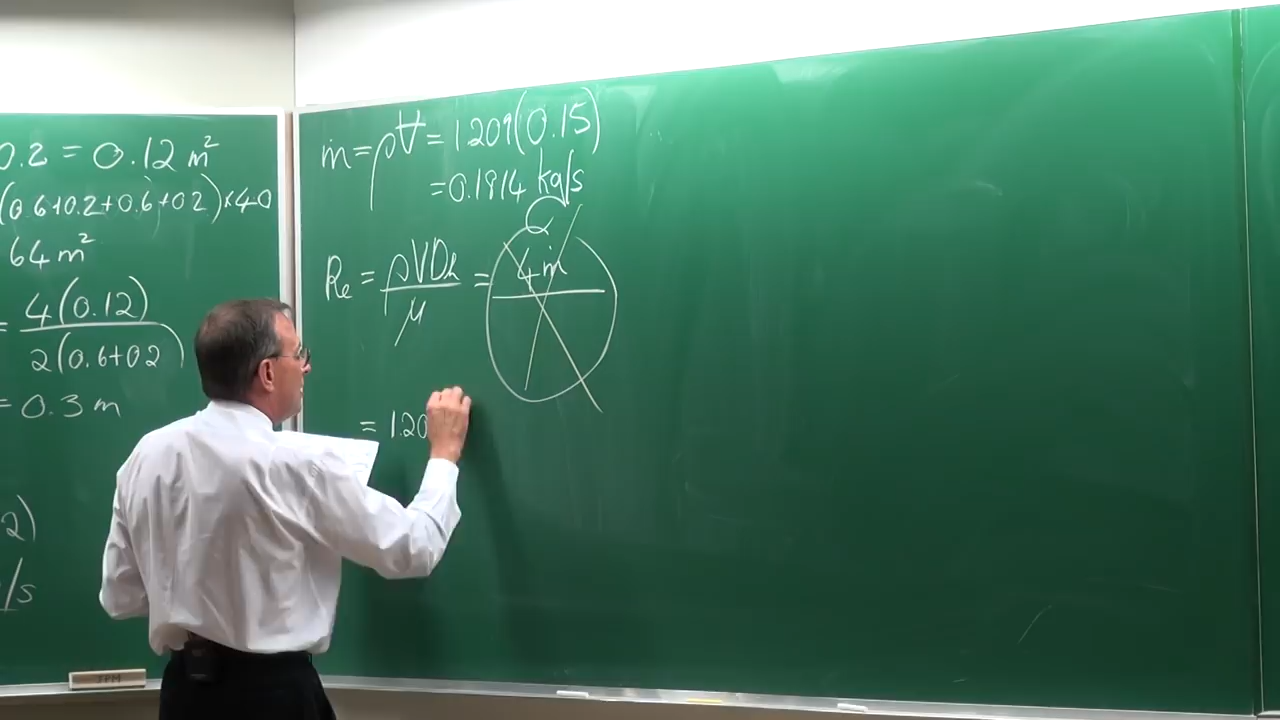 0.2 = 0.12 m²
(0.6+0.2+0.6+0.2)×40
64 m²
= 4(0.12)
2(0.6+0.2)
= 0.3 m
2)
/s
ṁ = ρV̶ = 1.209(0.15)
= 0.1814 kg/s
Re = ρVDh / μ = 4ṁ
= 1.20
JPM